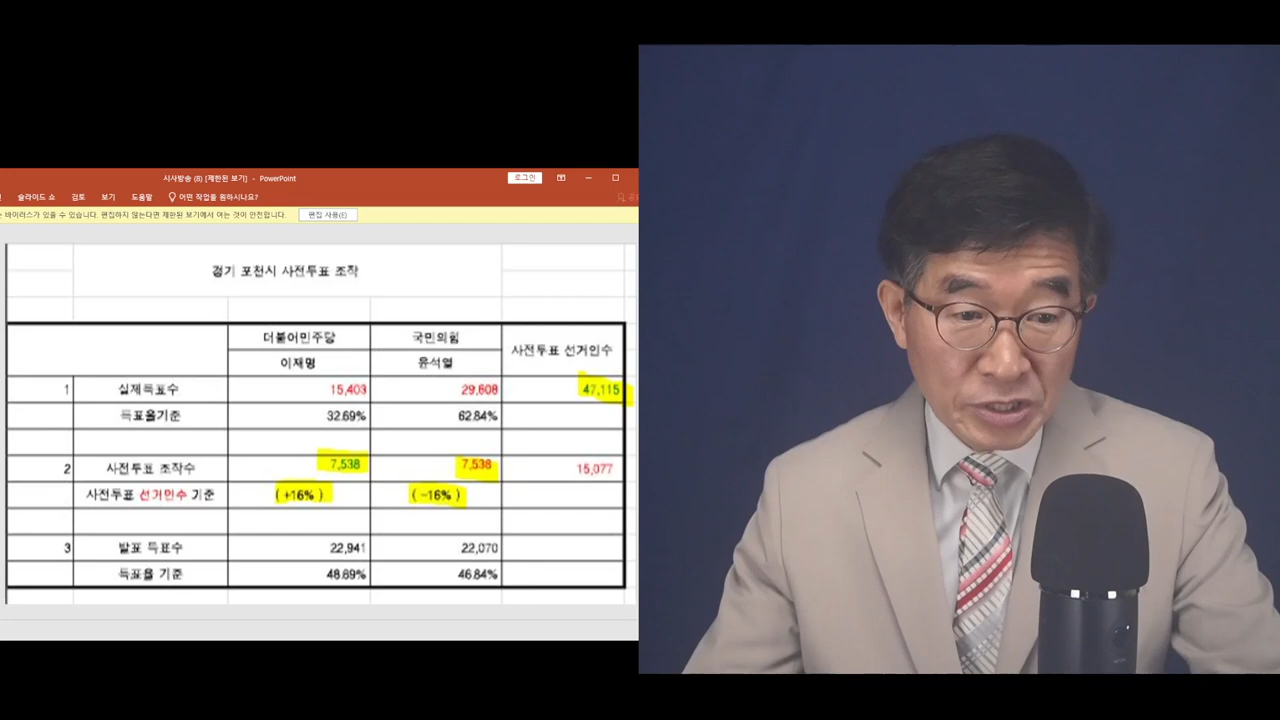 시사방송 (8) [제한된 보기] - PowerPoint
로그인
슬라이드 쇼 검토 보기 도움말 어떤 작업을 원하시나요?
바이러스가 있을 수 있습니다. 편집하지 않는다면 제한된 보기에서 여는 것이 안전합니다. 편집 사용(E)
경기 포천시 사전투표 조작
더불어민주당 국민의힘 사전투표 선거인수
이재명 윤석열
1 실제득표수 15,403 29,608 47,115
득표율기준 32.69% 62.84%
2 사전투표 조작수 7,538 7,538 15,077
사전투표 선거인수 기준 ( +16% ) ( -16% )
3 발표 득표수 22,941 22,070
득표율 기준 48.69% 46.84%